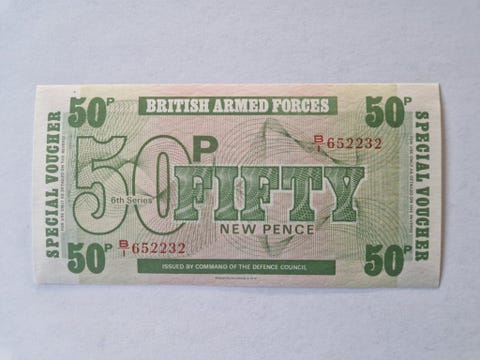 50P
BRITISH ARMED FORCES
50P
SPECIAL VOUCHER
B/1 652232
50P
6th Series
FIFTY
NEW PENCE
B/1 652232
SPECIAL VOUCHER
50P
ISSUED BY COMMAND OF THE DEFENCE COUNCIL
50P